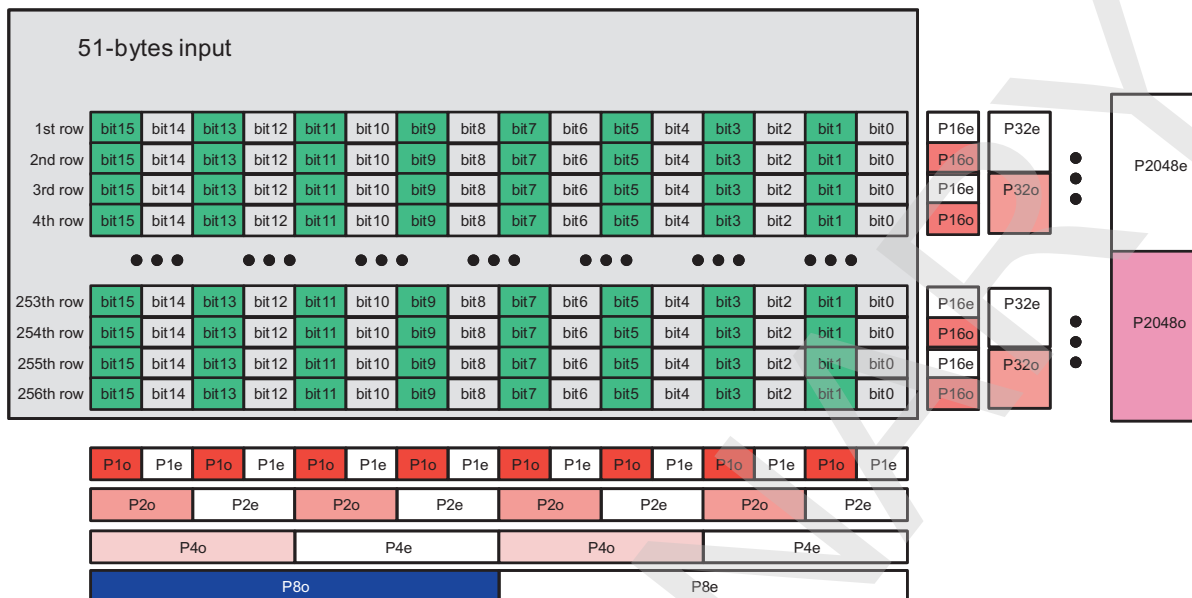 51-bytes input
1st row bit15 bit14 bit13 bit12 bit11 bit10 bit9 bit8 bit7 bit6 bit5 bit4 bit3 bit2 bit1 bit0 P16e P32e
2nd row bit15 bit14 bit13 bit12 bit11 bit10 bit9 bit8 bit7 bit6 bit5 bit4 bit3 bit2 bit1 bit0 P16o P2048e
3rd row bit15 bit14 bit13 bit12 bit11 bit10 bit9 bit8 bit7 bit6 bit5 bit4 bit3 bit2 bit1 bit0 P16e P32o
4th row bit15 bit14 bit13 bit12 bit11 bit10 bit9 bit8 bit7 bit6 bit5 bit4 bit3 bit2 bit1 bit0 P16o
253th row bit15 bit14 bit13 bit12 bit11 bit10 bit9 bit8 bit7 bit6 bit5 bit4 bit3 bit2 bit1 bit0 P16e P32e
254th row bit15 bit14 bit13 bit12 bit11 bit10 bit9 bit8 bit7 bit6 bit5 bit4 bit3 bit2 bit1 bit0 P16o P2048o
255th row bit15 bit14 bit13 bit12 bit11 bit10 bit9 bit8 bit7 bit6 bit5 bit4 bit3 bit2 bit1 bit0 P16e P32o
256th row bit15 bit14 bit13 bit12 bit11 bit10 bit9 bit8 bit7 bit6 bit5 bit4 bit3 bit2 bit1 bit0 P16o
P1o P1e P1o P1e P1o P1e P1o P1e P1o P1e P1o P1e P1o P1e P1o P1e
P2o P2e P2o P2e P2o P2e P2o P2e
P4o P4e P4o P4e
P8o P8e